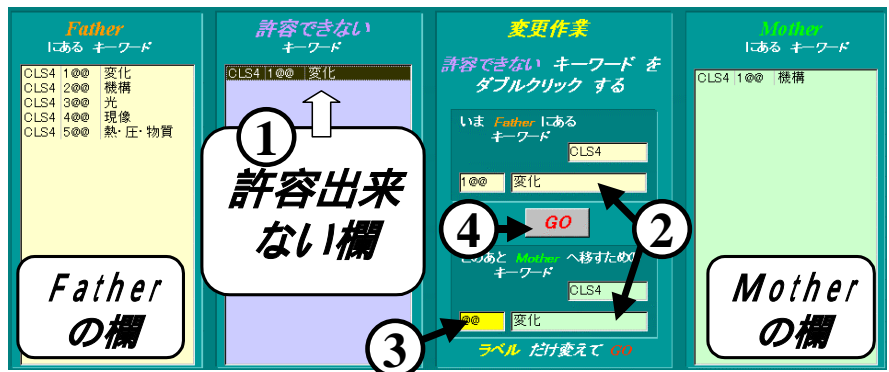 Father
にある キーワード
CLS4 1@@ 変化
CLS4 2@@ 機構
CLS4 3@@ 光
CLS4 4@@ 現像
CLS4 5@@ 熱・圧・物質
Father
の欄
許容できない
キーワード
CLS4 1@@ 変化
①
許容出来
ない欄
変更作業
許容できない キーワード を
ダブルクリック する
いま Father にある
キーワード
CLS4
1@@ 変化
④ GO ②
このあと Mother へ移すための
キーワード
CLS4
@@ 変化
③
ラベル だけ変えて GO
Mother
にある キーワード
CLS4 1@@ 機構
Mother
の欄